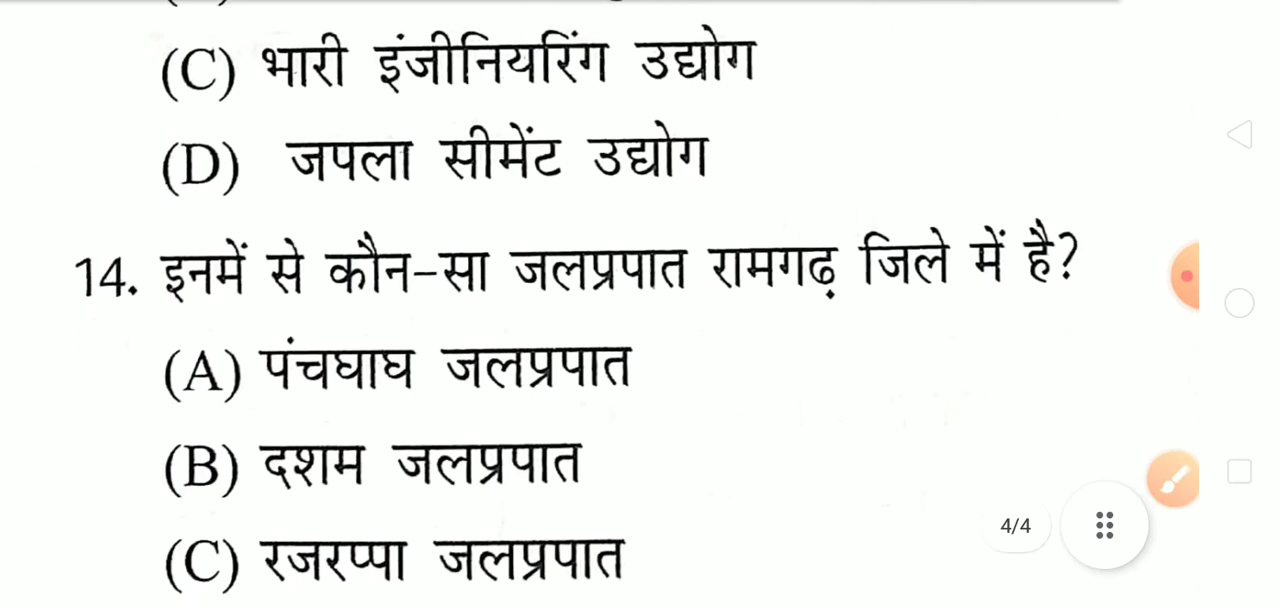 (C) भारी इंजीनियरिंग उद्योग
(D) जपला सीमेंट उद्योग
14. इनमें से कौन-सा जलप्रपात रामगढ़ जिले में है?
(A) पंचघाघ जलप्रपात
(B) दशम जलप्रपात
(C) रजरप्पा जलप्रपात
4/4